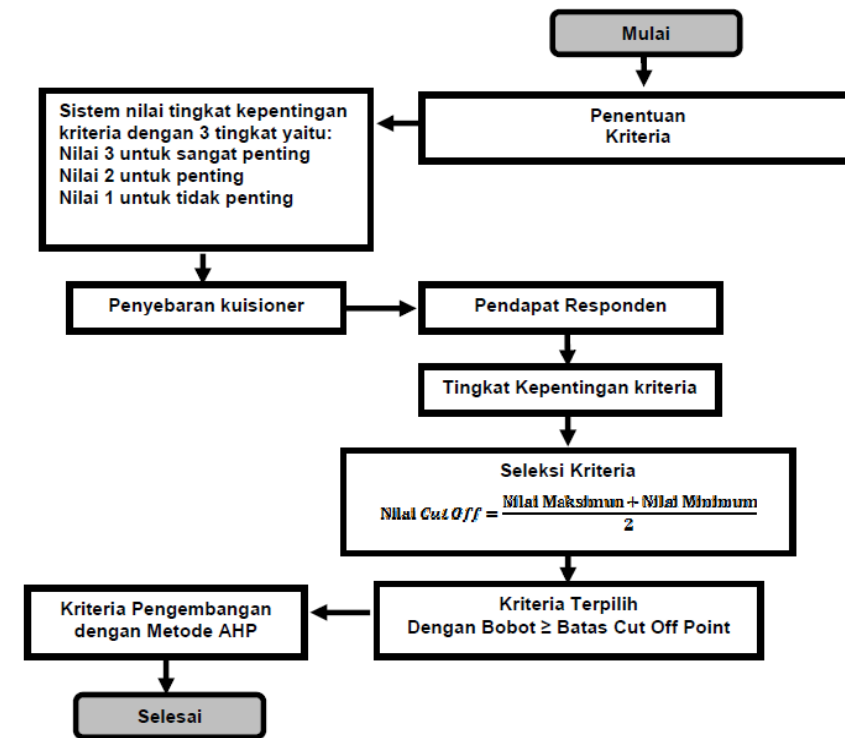 Mulai
Penentuan
Kriteria
Sistem nilai tingkat kepentingan
kriteria dengan 3 tingkat yaitu:
Nilai 3 untuk sangat penting
Nilai 2 untuk penting
Nilai 1 untuk tidak penting
Penyebaran kuisioner
Pendapat Responden
Tingkat Kepentingan kriteria
Seleksi Kriteria
Nilai Cut Off = (Nilai Maksimun + Nilai Minimum) / 2
Kriteria Terpilih
Dengan Bobot ≥ Batas Cut Off Point
Kriteria Pengembangan
dengan Metode AHP
Selesai